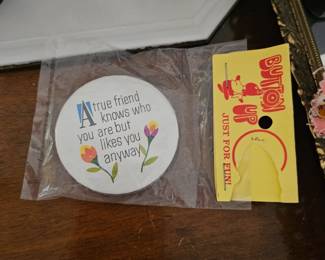 A true friend
knows who
you are but
likes you
anyway
BUTTON
UP
JUST FOR FUN!